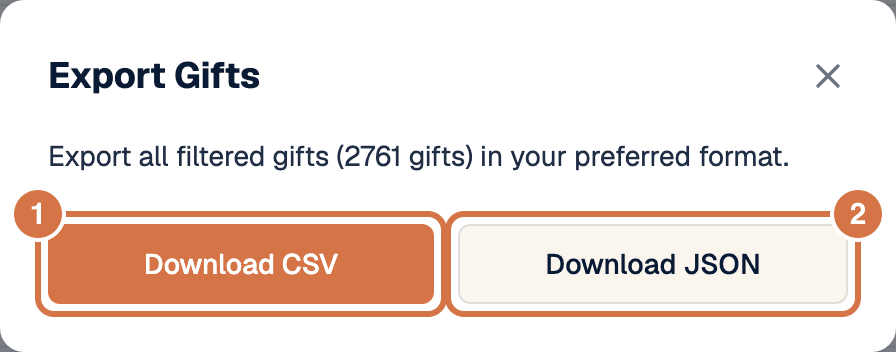 Export Gifts
Export all filtered gifts (2761 gifts) in your preferred format.
1
2
Download CSV
Download JSON